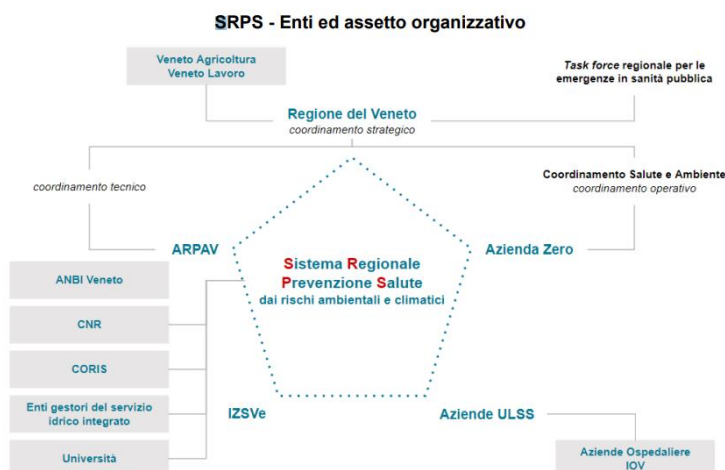 SRPS - Enti ed assetto organizzativo
Veneto Agricoltura
Veneto Lavoro
Task force regionale per le
emergenze in sanità pubblica
Regione del Veneto
coordinamento strategico
coordinamento tecnico
Coordinamento Salute e Ambiente
coordinamento operativo
ARPAV
Azienda Zero
Sistema Regionale
Prevenzione Salute
dai rischi ambientali e climatici
ANBI Veneto
CNR
CORIS
Enti gestori del servizio
idrico integrato
Università
IZSVe
Aziende ULSS
Aziende Ospedaliere
IOV